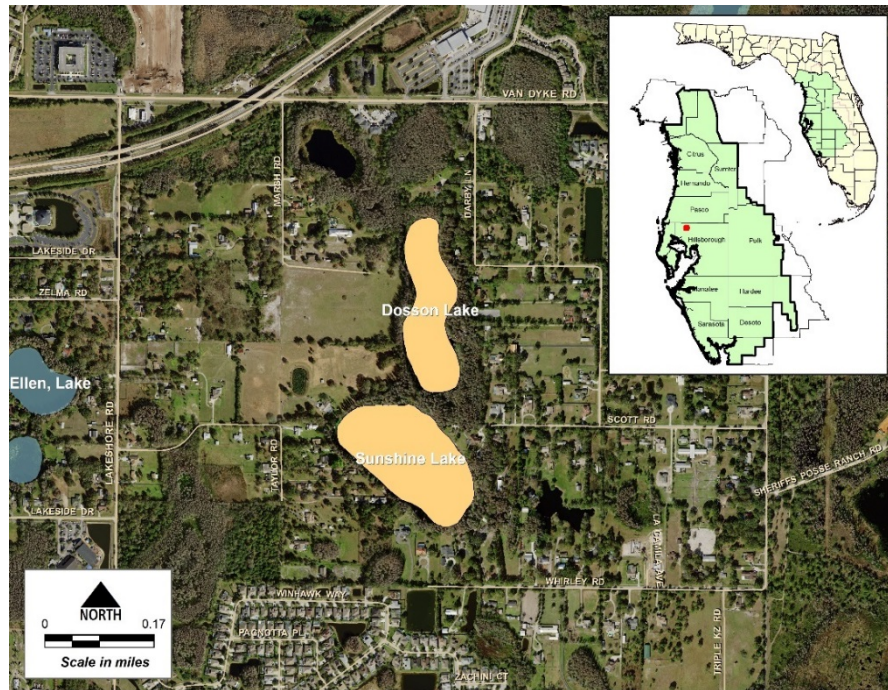 VAN DYKE RD
MARSH RD
DARBY LN
LAKESIDE DR
ZELMA RD
Dosson Lake
Ellen, Lake
LAKESHORE RD
SCOTT RD
TAYLOR RD
Sunshine Lake
SHERIFFS POSSE RANCH RD
LAKESIDE DR
WHIRLEY RD
WINHAWK WAY
PAGNOTTA PL
TRIPLE KZ RD
ZACHINI CT
NORTH
0 0.17
Scale in miles
Citrus
Sumter
Hernando
Pasco
Hillsborough
Polk
Hardee
Sarasota
Desoto